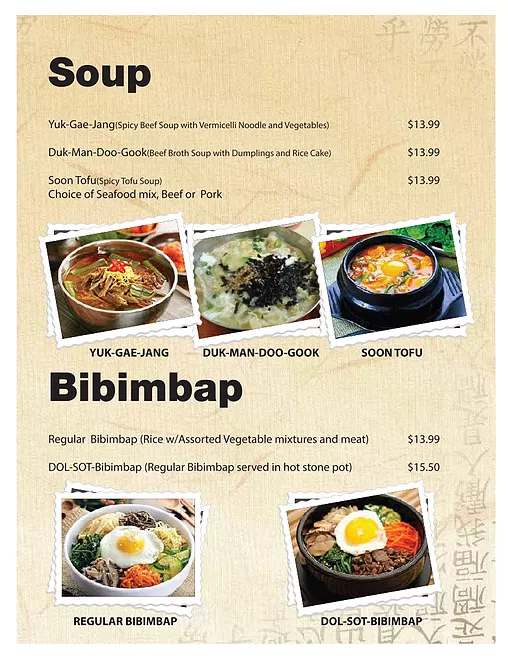 Soup
Yuk-Gae-Jang(Spicy Beef Soup with Vermicelli Noodle and Vegetables) $13.99
Duk-Man-Doo-Gook(Beef Broth Soup with Dumplings and Rice Cake) $13.99
Soon Tofu(Spicy Tofu Soup) $13.99
Choice of Seafood mix, Beef or Pork
YUK-GAE-JANG DUK-MAN-DOO-GOOK SOON TOFU
Bibimbap
Regular Bibimbap (Rice w/Assorted Vegetable mixtures and meat) $13.99
DOL-SOT-Bibimbap (Regular Bibimbap served in hot stone pot) $15.50
REGULAR BIBIMBAP DOL-SOT-BIBIMBAP